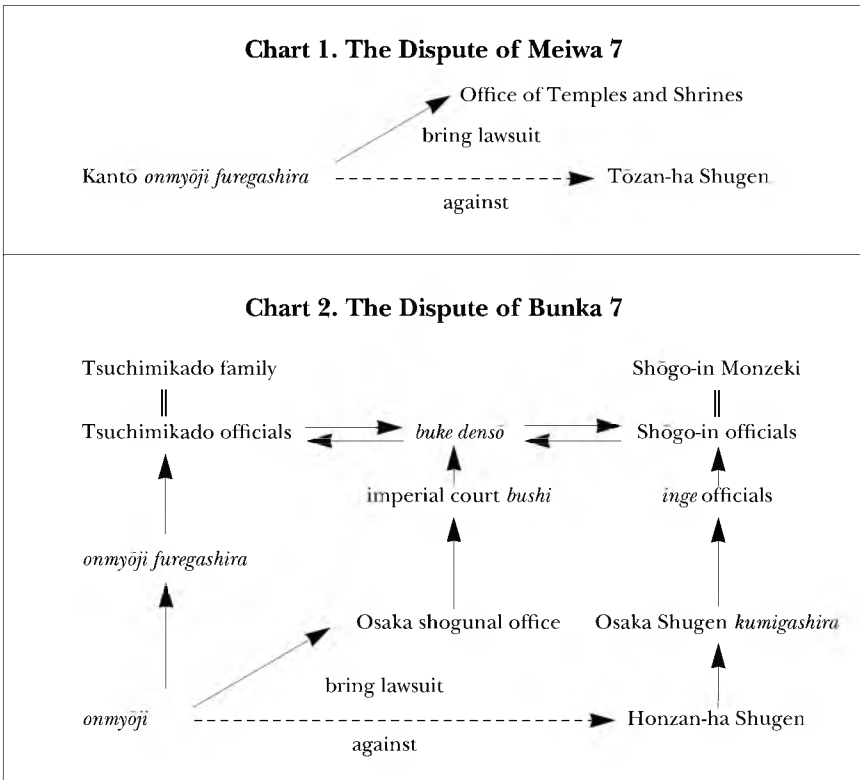 Chart 1. The Dispute of Meiwa 7
Office of Temples and Shrines
bring lawsuit
Kantō onmyōji furegashira
Tōzan-ha Shugen
against
Chart 2. The Dispute of Bunka 7
Tsuchimikado family
Shōgo-in Monzeki
Tsuchimikado officials
buke densō
Shōgo-in officials
imperial court bushi
inge officials
onmyōji furegashira
Osaka shogunal office
Osaka Shugen kumigashira
bring lawsuit
onmyōji
Honzan-ha Shugen
against